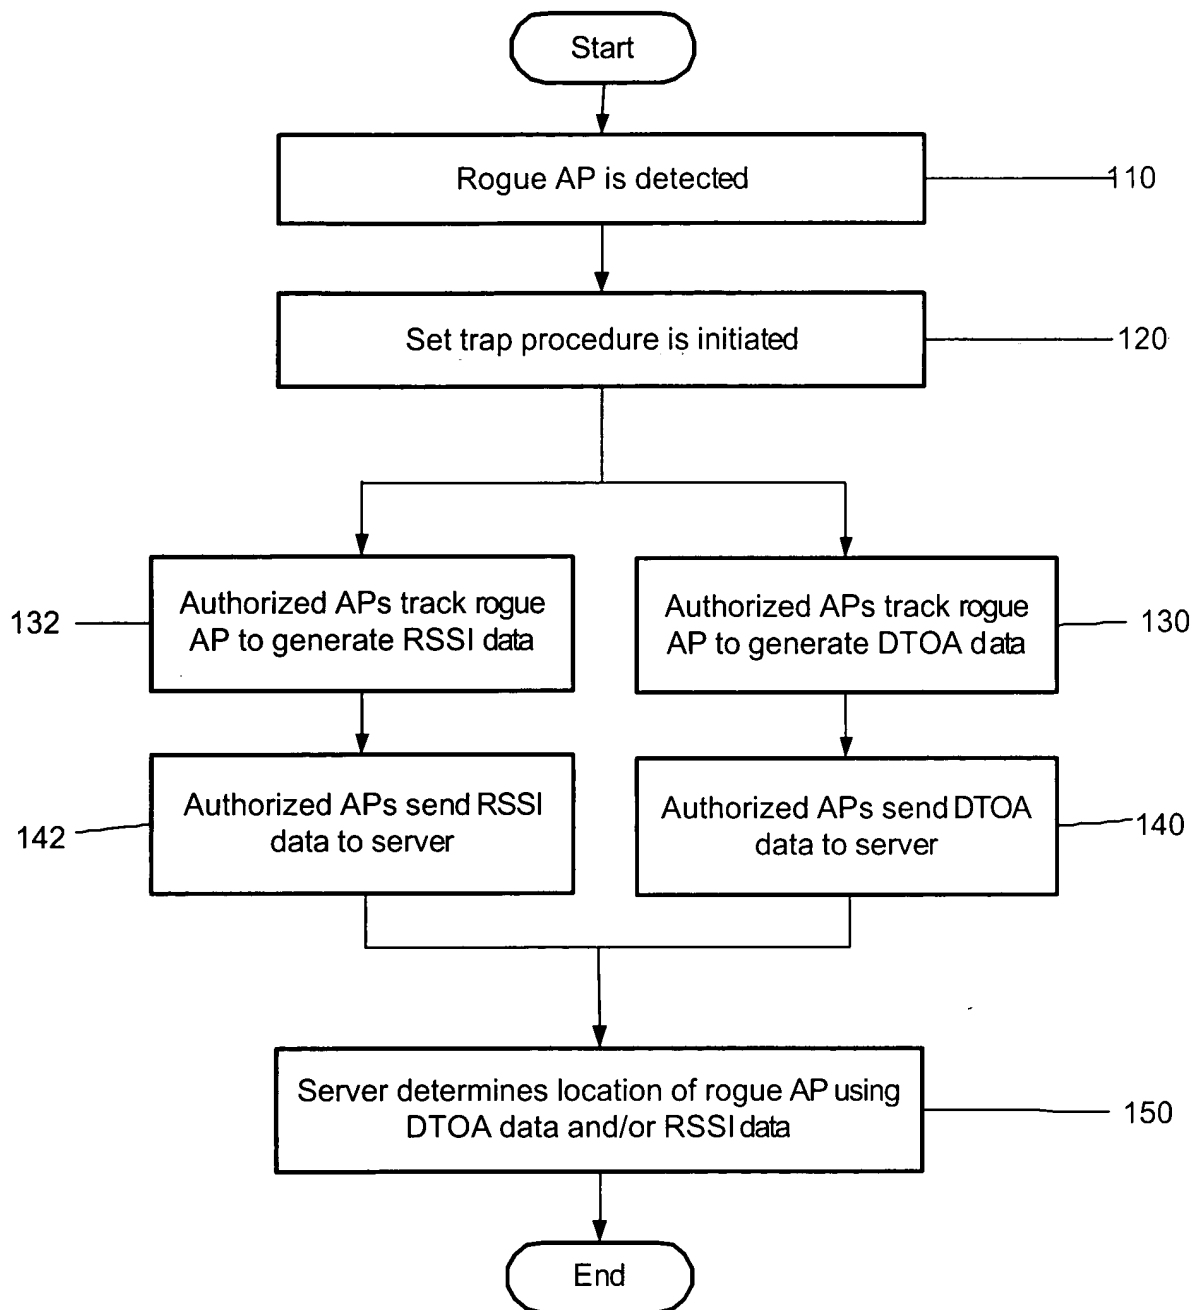 Start
Rogue AP is detected
110
Set trap procedure is initiated
120
132
Authorized APs track rogue
AP to generate RSSI data
Authorized APs track rogue
AP to generate DTOA data
130
142
Authorized APs send RSSI
data to server
Authorized APs send DTOA
data to server
140
Server determines location of rogue AP using
DTOA data and/or RSSI data
150
End